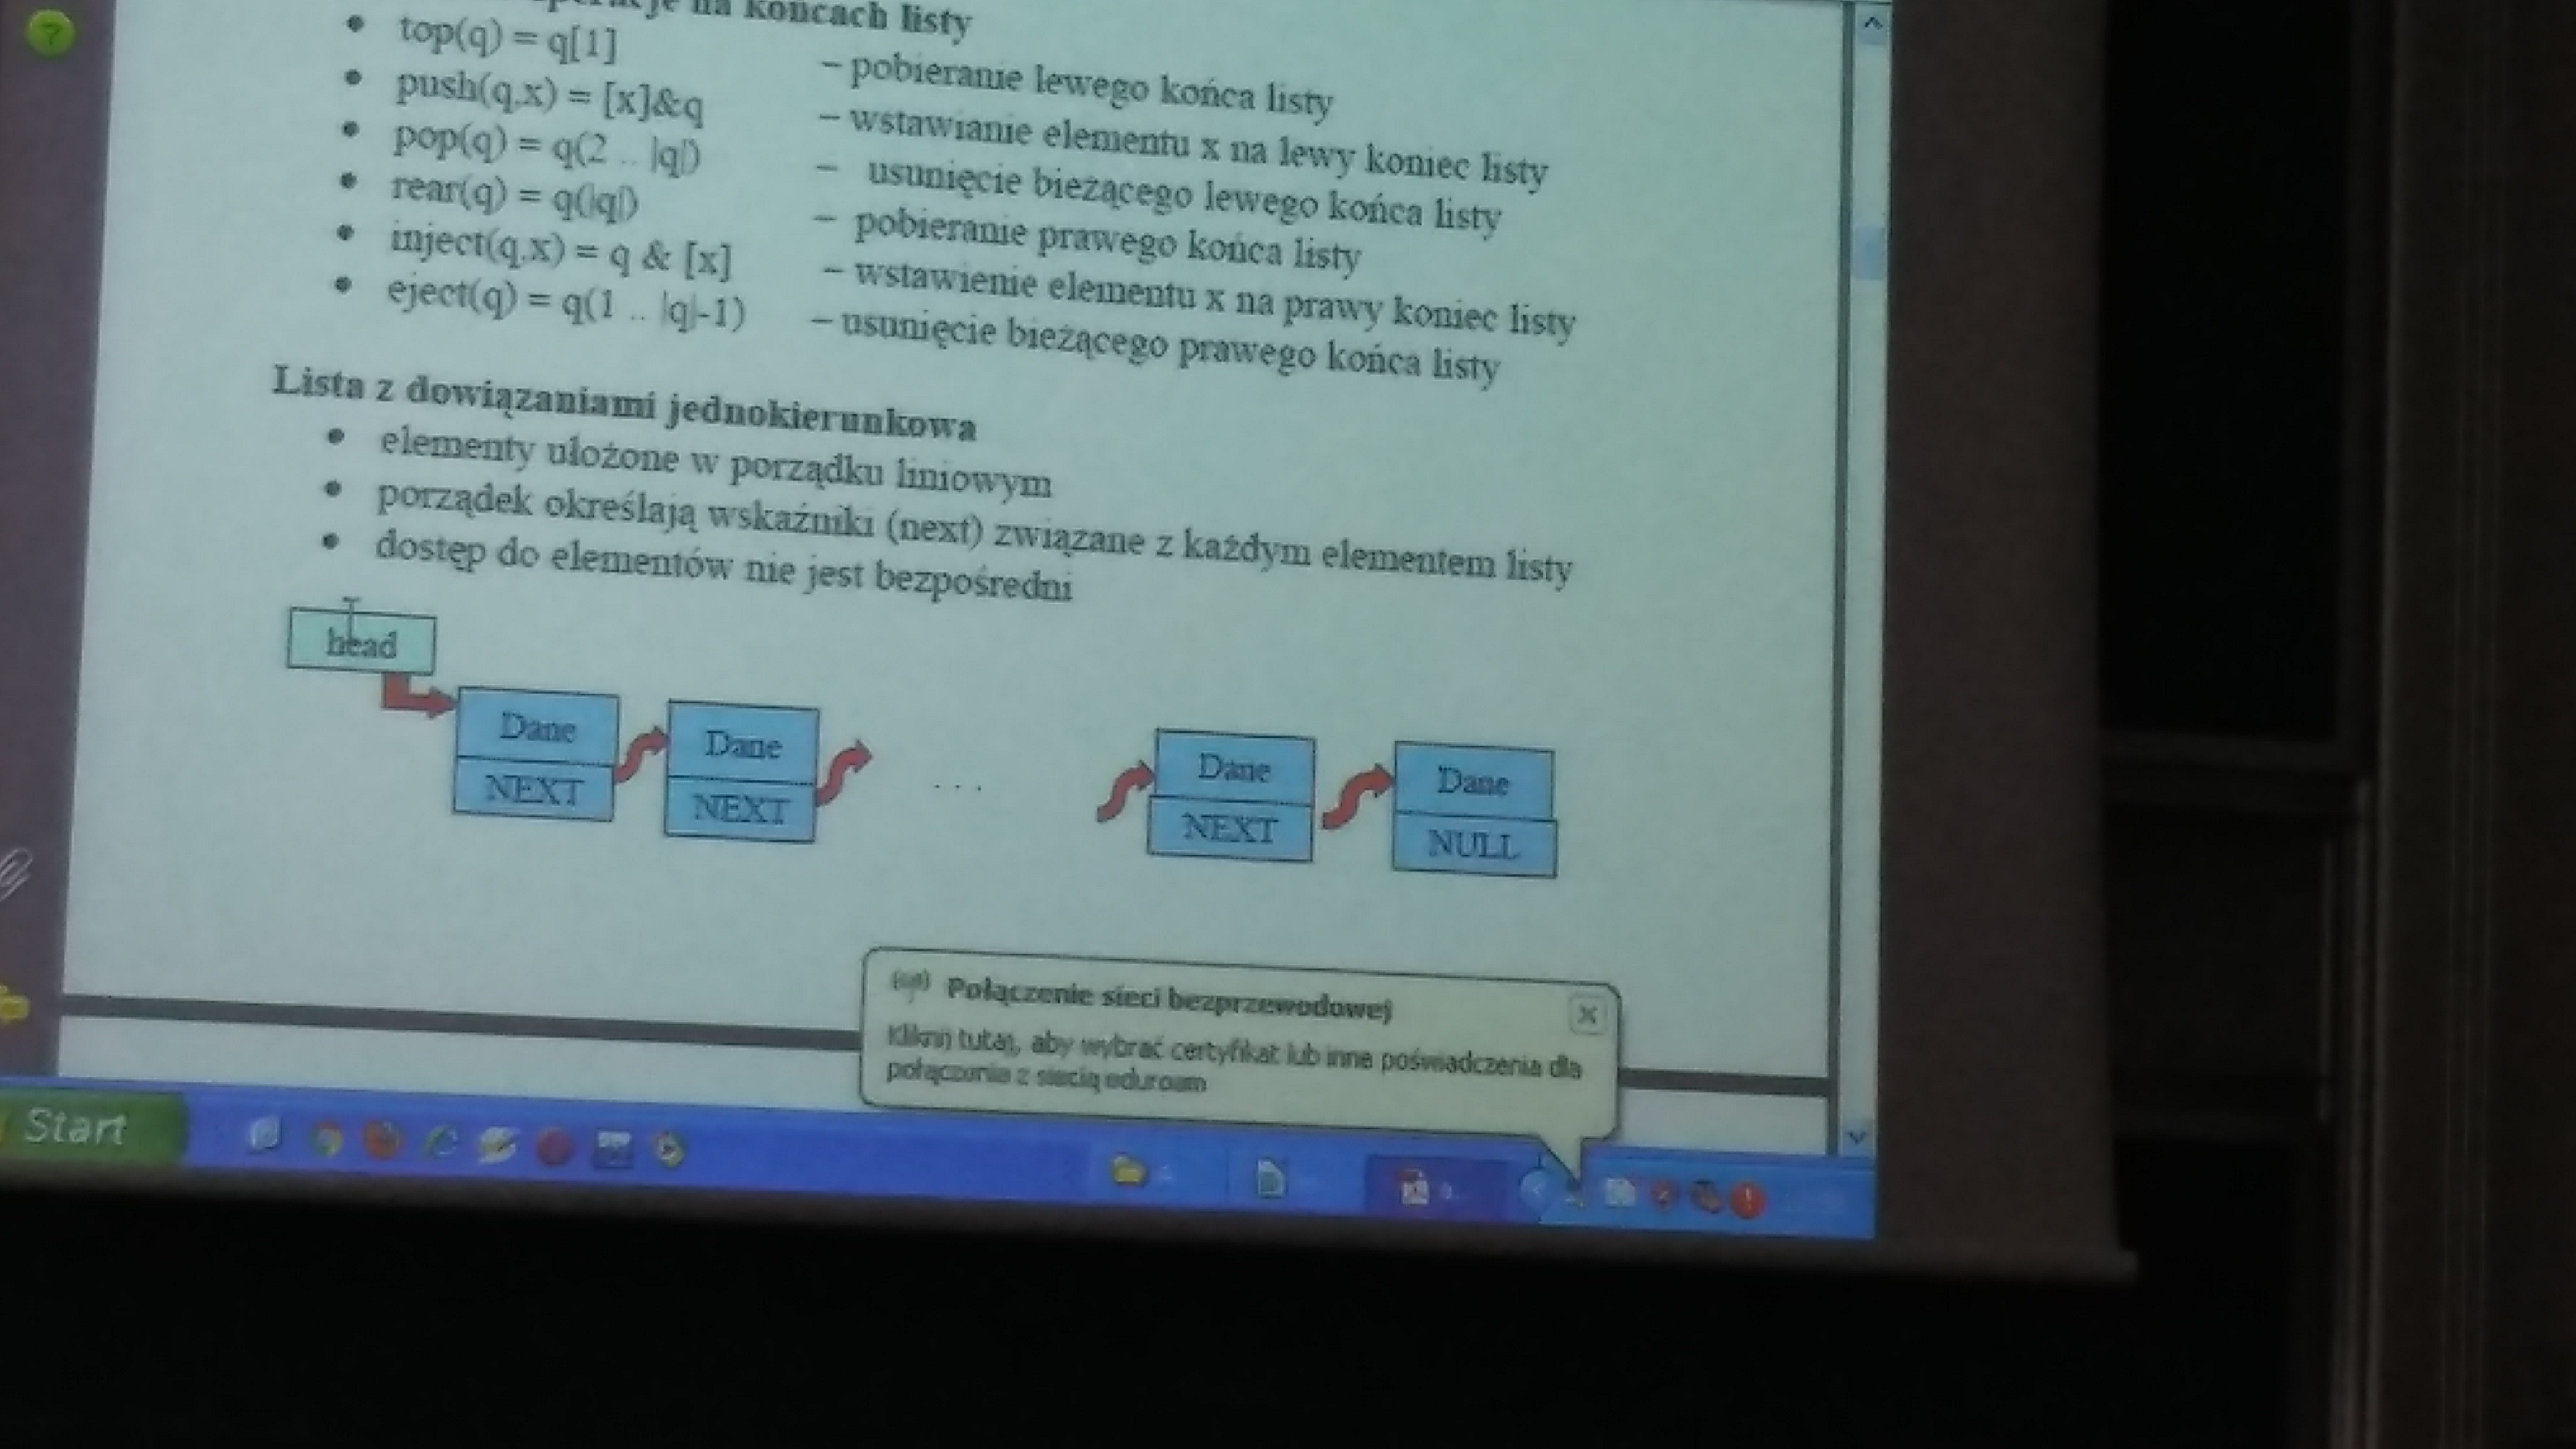 na końcach listy
top(q) = q[1] – pobieranie lewego końca listy
push(q,x) = [x]&q – wstawianie elementu x na lewy koniec listy
pop(q) = q(2 .. |q|) – usunięcie bieżącego lewego końca listy
rear(q) = q(|q|) – pobieranie prawego końca listy
inject(q,x) = q & [x] – wstawienie elementu x na prawy koniec listy
eject(q) = q(1 .. |q|-1) – usunięcie bieżącego prawego końca listy
Lista z dowiązaniami jednokierunkowa
elementy ułożone w porządku liniowym
porządek określają wskaźniki (next) związane z każdym elementem listy
dostęp do elementów nie jest bezpośredni
head
Dane Dane Dane Dane
NEXT NEXT ... NEXT NULL
Połączenie sieci bezprzewodowej
Kliknij tutaj, aby wybrać certyfikat lub inne poświadczenia dla
połączenia z siecią eduroam
Start